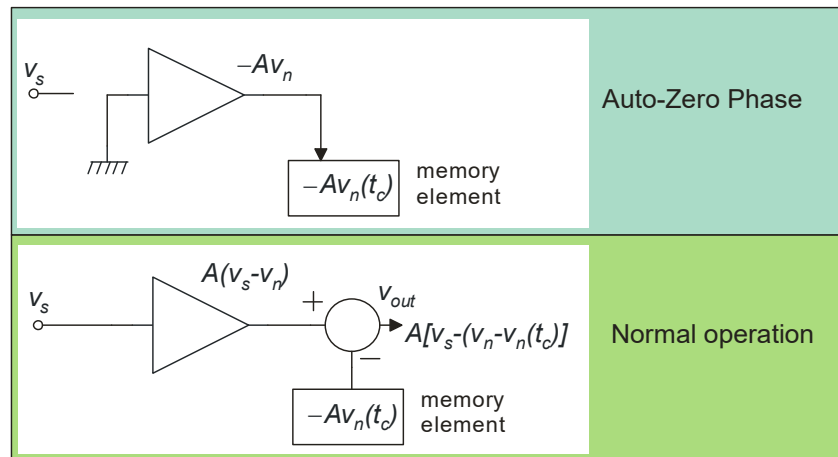 v_s
−Av_n
Auto-Zero Phase
−Av_n(t_c)
memory
element
A(v_s-v_n)
v_s
+
v_out
A[v_s-(v_n-v_n(t_c)]
Normal operation
−
−Av_n(t_c)
memory
element